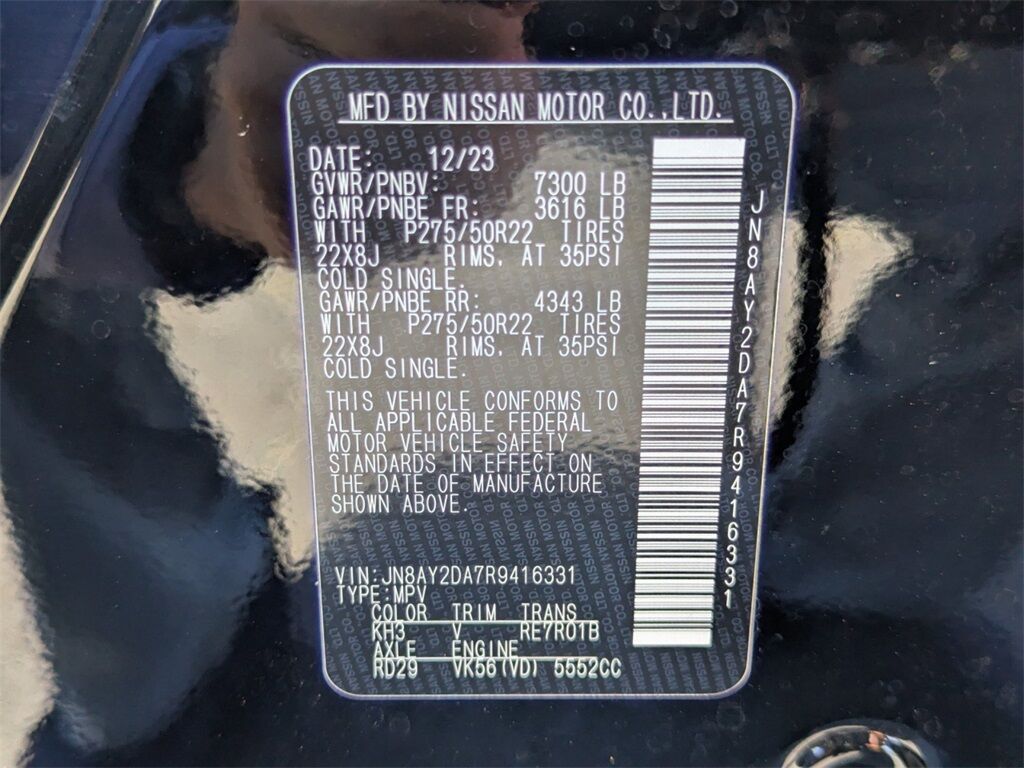 MFD BY NISSAN MOTOR CO.,LTD.
DATE: 12/23
GVWR/PNBV: 7300 LB
GAWR/PNBE FR: 3616 LB
WITH P275/50R22 TIRES
22X8J RIMS, AT 35PSI
COLD SINGLE.
GAWR/PNBE RR: 4343 LB
WITH P275/50R22 TIRES
22X8J RIMS, AT 35PSI
COLD SINGLE.
THIS VEHICLE CONFORMS TO
ALL APPLICABLE FEDERAL
MOTOR VEHICLE SAFETY
STANDARDS IN EFFECT ON
THE DATE OF MANUFACTURE
SHOWN ABOVE.
VIN:JN8AY2DA7R9416331
TYPE:MPV
COLOR TRIM TRANS
KH3 V RE7R01B
AXLE ENGINE
RD29 VK56(VD) 5552CC
JN8AY2DA7R9416331